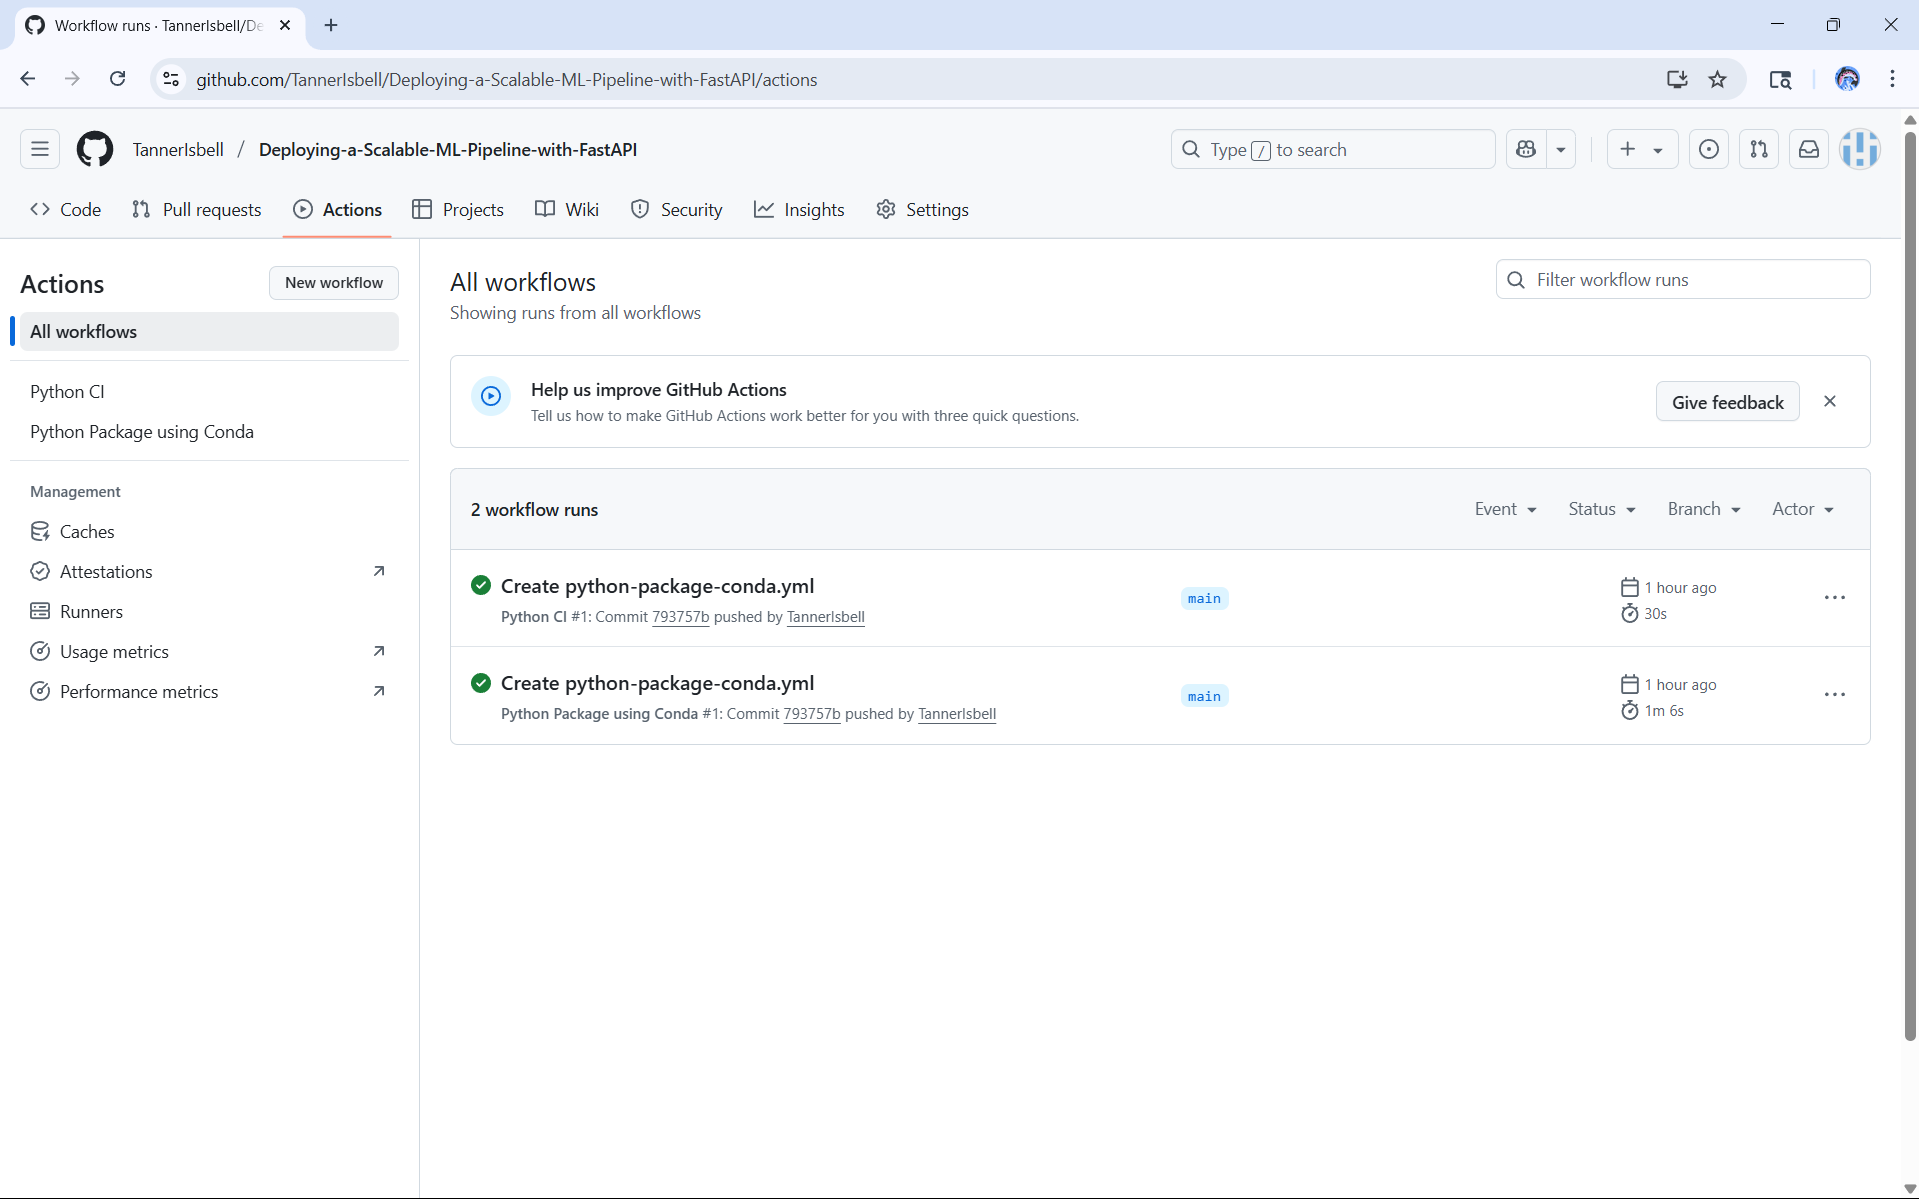 Workflow runs · TannerIsbell/De
github.com/TannerIsbell/Deploying-a-Scalable-ML-Pipeline-with-FastAPI/actions
TannerIsbell / Deploying-a-Scalable-ML-Pipeline-with-FastAPI
Type / to search
Code
Pull requests
Actions
Projects
Wiki
Security
Insights
Settings
Actions
New workflow
All workflows
Python CI
Python Package using Conda
Management
Caches
Attestations
Runners
Usage metrics
Performance metrics
All workflows
Showing runs from all workflows
Filter workflow runs
Help us improve GitHub Actions
Tell us how to make GitHub Actions work better for you with three quick questions.
Give feedback
2 workflow runs
Event
Status
Branch
Actor
Create python-package-conda.yml
Python CI #1: Commit 793757b pushed by TannerIsbell
main
1 hour ago
30s
Create python-package-conda.yml
Python Package using Conda #1: Commit 793757b pushed by TannerIsbell
main
1 hour ago
1m 6s